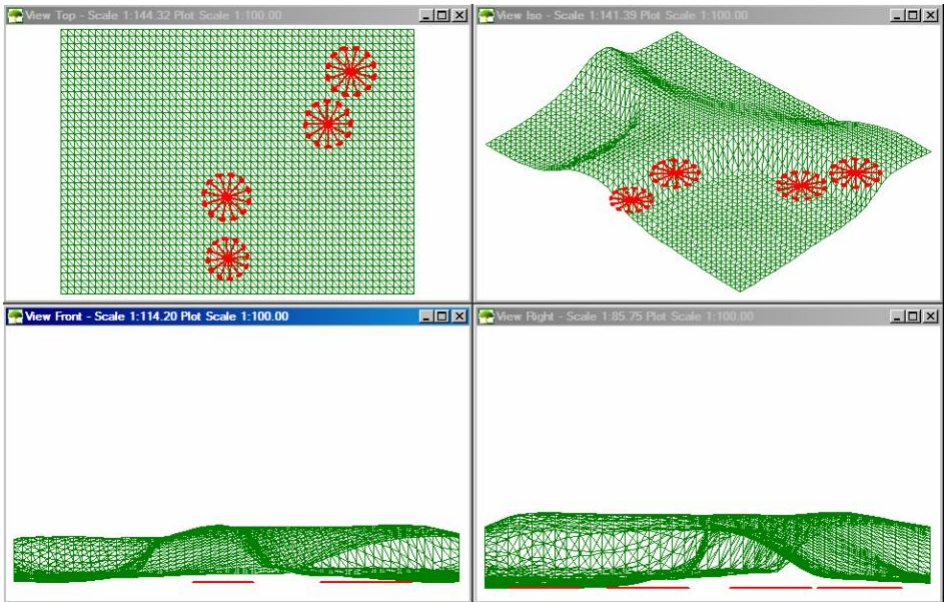 View Top - Scale 1:144.32 Plot Scale 1:100.00
View Iso - Scale 1:141.39 Plot Scale 1:100.00
View Front - Scale 1:114.20 Plot Scale 1:100.00
View Right - Scale 1:85.75 Plot Scale 1:100.00